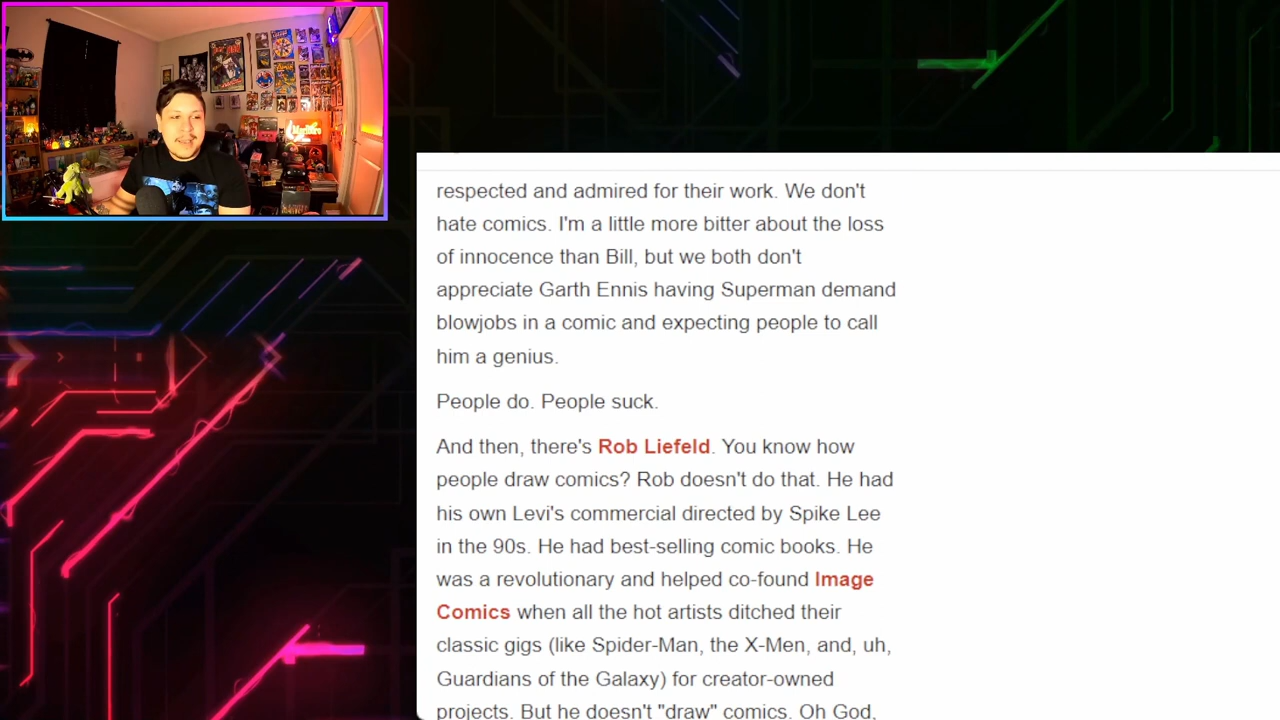 Marlboro
respected and admired for their work. We don't
hate comics. I'm a little more bitter about the loss
of innocence than Bill, but we both don't
appreciate Garth Ennis having Superman demand
blowjobs in a comic and expecting people to call
him a genius.
People do. People suck.
And then, there's Rob Liefeld. You know how
people draw comics? Rob doesn't do that. He had
his own Levi's commercial directed by Spike Lee
in the 90s. He had best-selling comic books. He
was a revolutionary and helped co-found Image
Comics when all the hot artists ditched their
classic gigs (like Spider-Man, the X-Men, and, uh,
Guardians of the Galaxy) for creator-owned
projects. But he doesn't "draw" comics. Oh God,